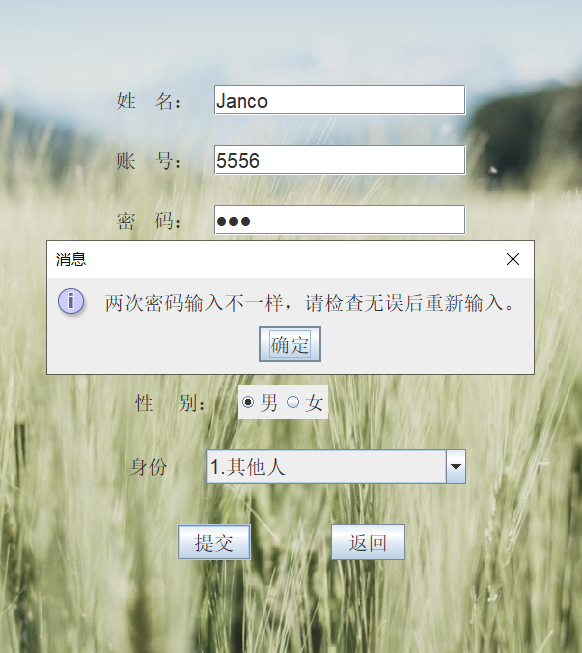 姓 名： Janco
账 号： 5556
密 码： ●●●
消息
两次密码输入不一样，请检查无误后重新输入。
确定
性 别： 男 女
身份 1.其他人
提交 返回